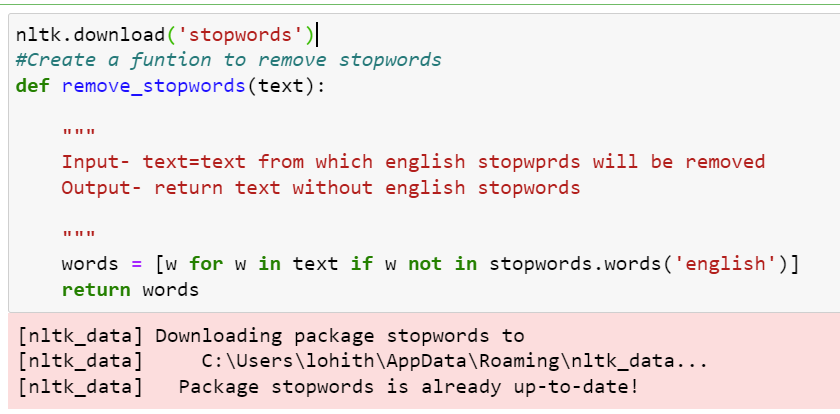 nltk.download('stopwords')
#Create a funtion to remove stopwords
def remove_stopwords(text):
"""
Input- text=text from which english stopwprds will be removed
Output- return text without english stopwords
"""
words = [w for w in text if w not in stopwords.words('english')]
return words
[nltk_data] Downloading package stopwords to
[nltk_data]     C:\Users\lohith\AppData\Roaming\nltk_data...
[nltk_data]   Package stopwords is already up-to-date!